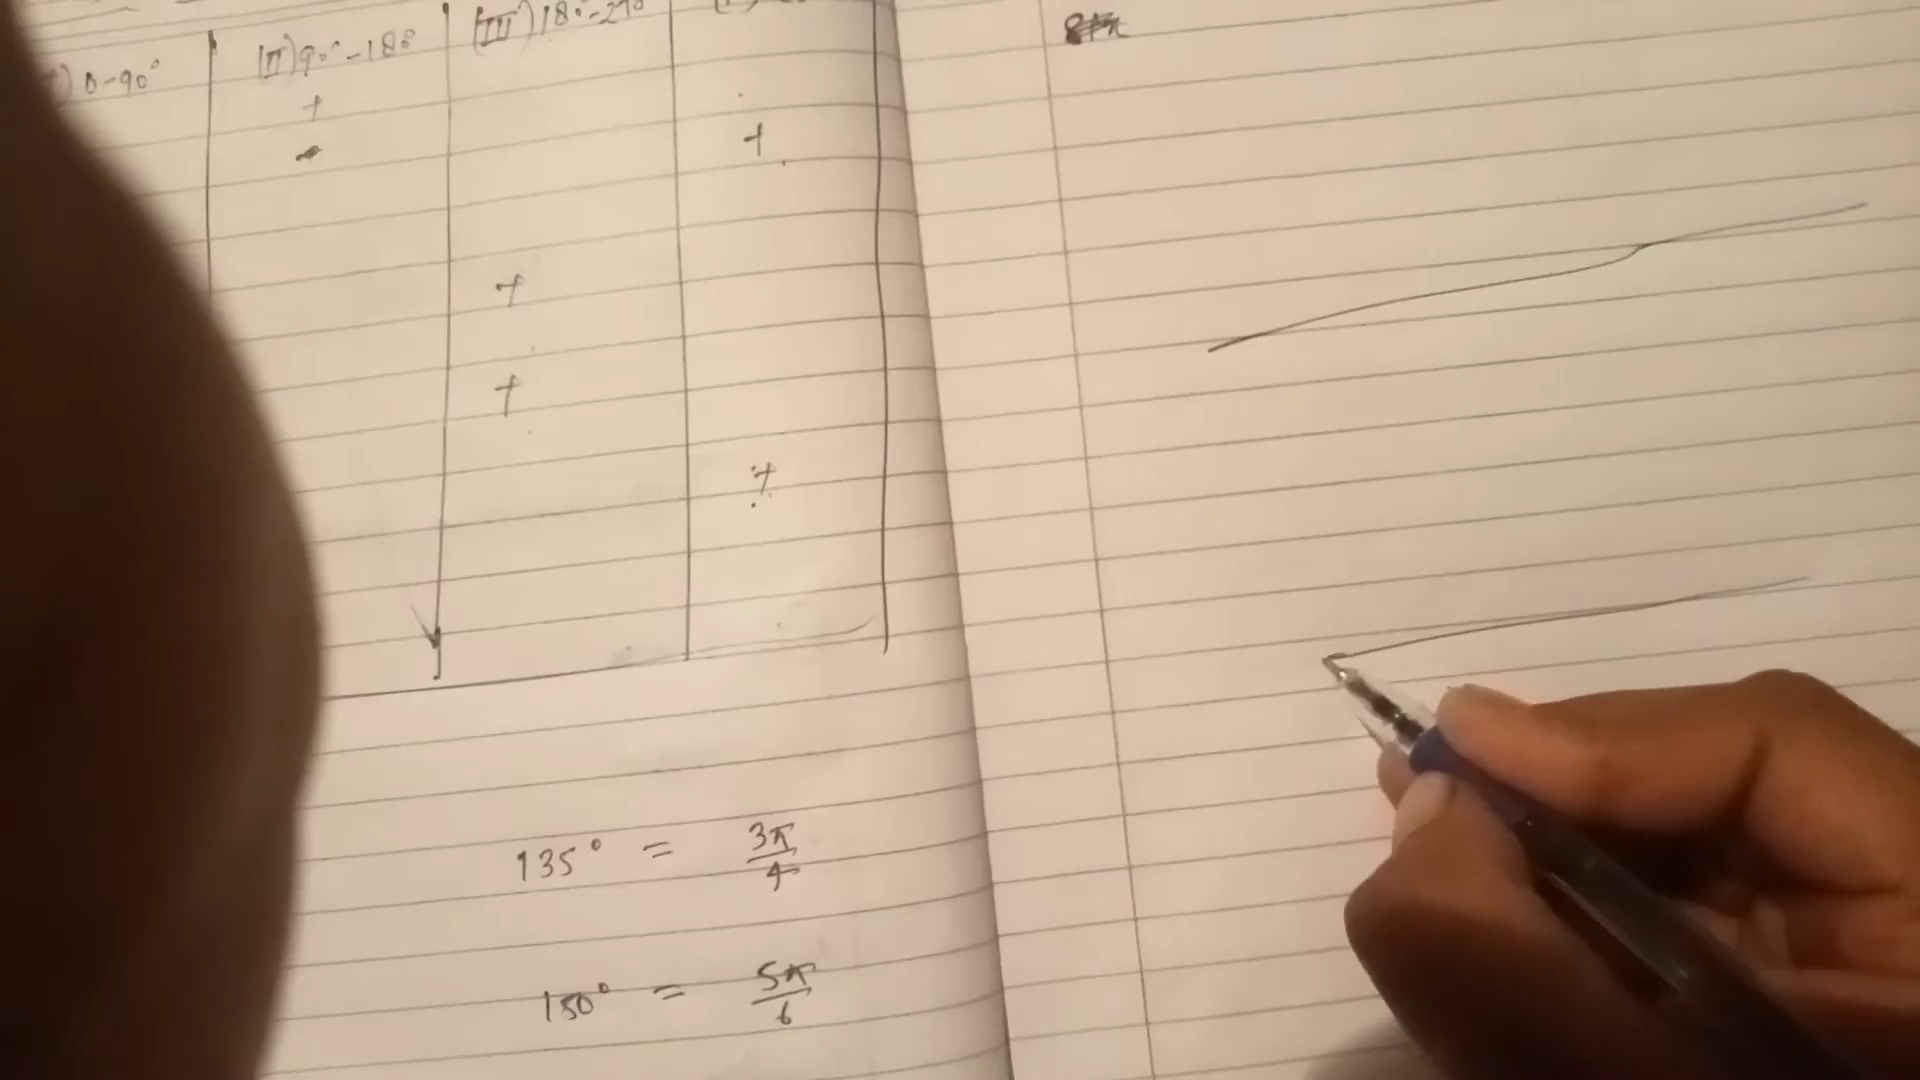 0-90° (II) 90°-180° (III) 180-270
+
+
+
+
+
135° = 3π/4
150° = 5π/6